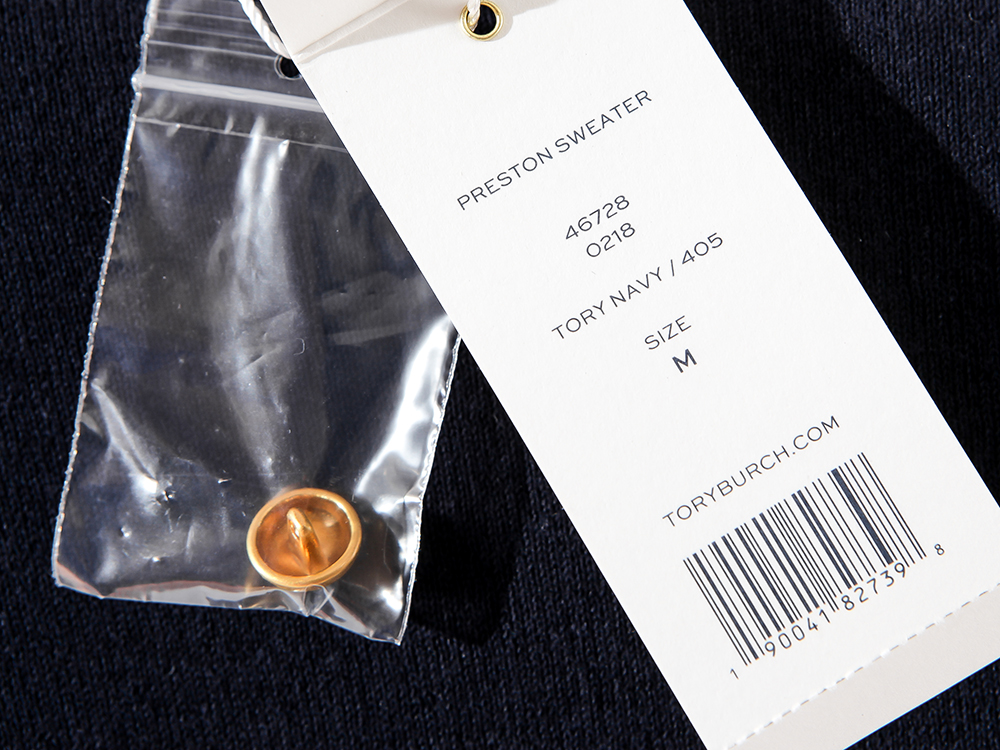 PRESTON SWEATER
46728
0218
TORY NAVY / 405
SIZE
M
TORYBURCH.COM
1 90041 82739 8